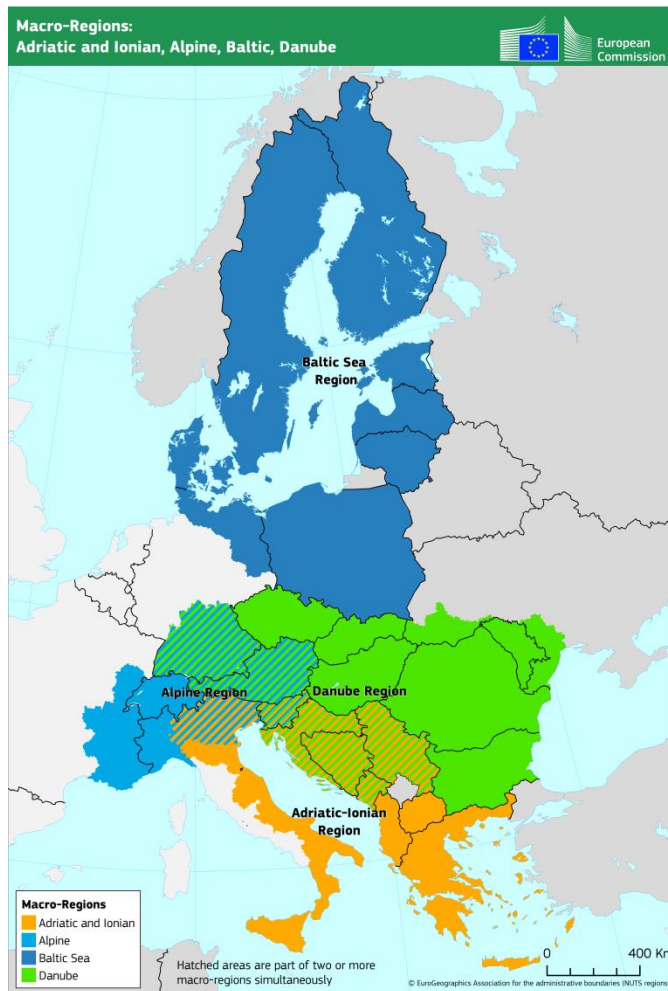 Macro-Regions:
Adriatic and Ionian, Alpine, Baltic, Danube
European
Commission
Baltic Sea
Region
Alpine Region
Danube Region
Adriatic-Ionian
Region
Macro-Regions
Adriatic and Ionian
Alpine
Baltic Sea
Danube
Hatched areas are part of two or more
macro-regions simultaneously
0 400 Km
© EuroGeographics Association for the administrative boundaries (NUTS regions